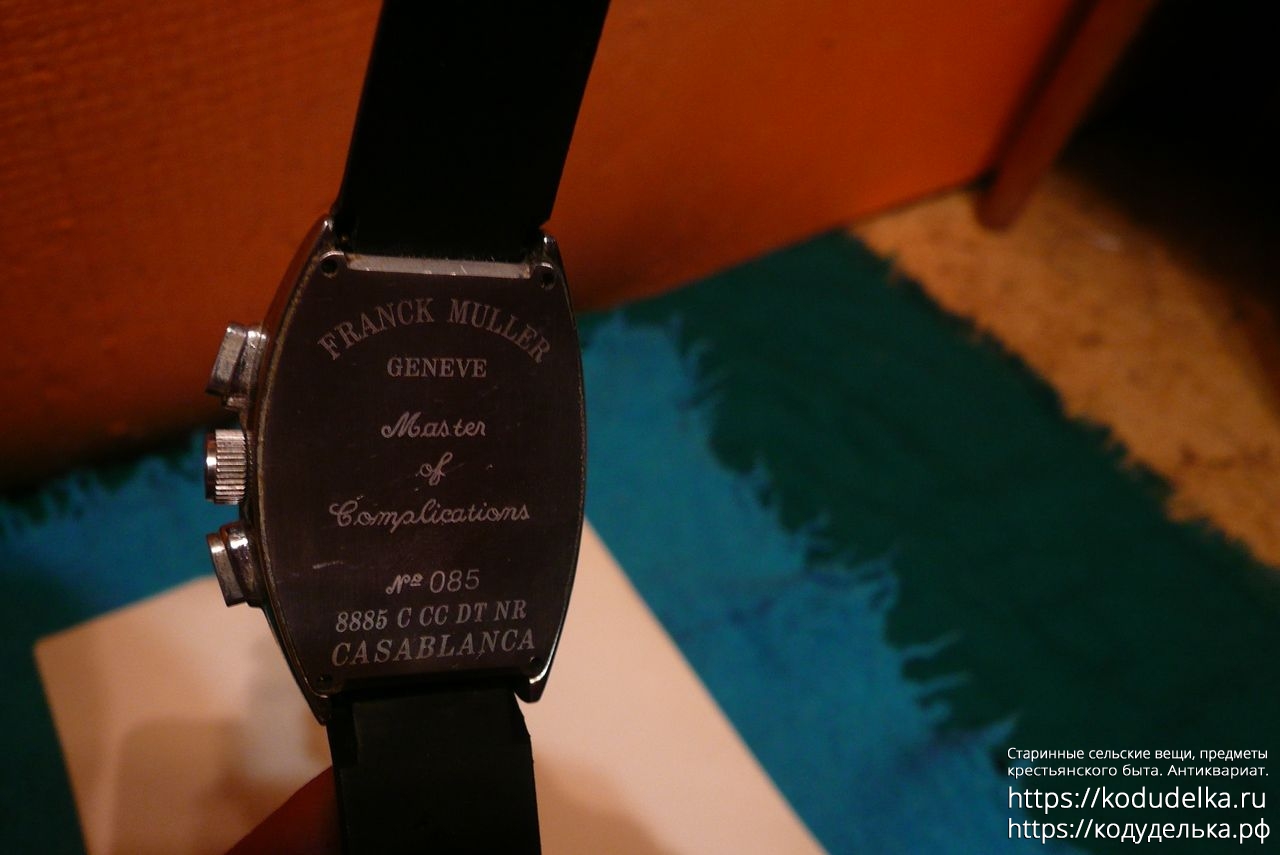 FRANCK MULLER
GENEVE
Master
of
Complications
Nº 085
8885 C CC DT NR
CASABLANCA
Старинные сельские вещи, предметы
крестьянского быта. Антиквариат.
https://kodudelka.ru
https://кодуделька.рф